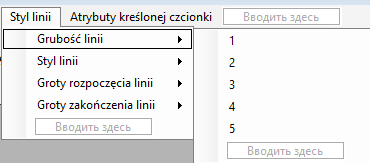 Styl linii Atrybuty kreślonej czcionki Вводить здесь
Grubość linii
Styl linii
Groty rozpoczęcia linii
Groty zakończenia linii
Вводить здесь
1
2
3
4
5
Вводить здесь